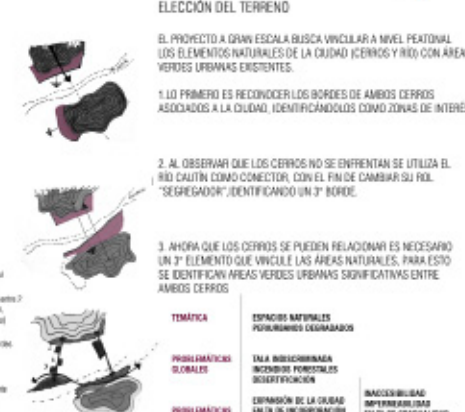 ELECCIÓN DEL TERRENO
EL PROYECTO A GRAN ESCALA BUSCA VINCULAR A NIVEL PEATONAL
LOS ELEMENTOS NATURALES DE LA CIUDAD (CERROS Y RÍO) CON ÁREA
VERDES URBANAS EXISTENTES.
1.LO PRIMERO ES RECONOCER LOS BORDES DE AMBOS CERROS
ASOCIADOS A LA CIUDAD, IDENTIFICÁNDOLOS COMO ZONAS DE INTERÉ
2. AL OBSERVAR QUE LOS CERROS NO SE ENFRENTAN SE UTILIZA EL
RÍO CAUTÍN COMO CONECTOR, CON EL FIN DE CAMBIAR SU ROL
"SEGREGADOR",IDENTIFICANDO UN 3° BORDE.
3. AHORA QUE LOS CERROS SE PUEDEN RELACIONAR ES NECESARIO
UN 3° ELEMENTO QUE VINCULE LAS ÁREAS NATURALES, PARA ESTO
SE IDENTIFICAN AREAS VERDES URBANAS SIGNIFICATIVAS ENTRE
AMBOS CERROS
TEMÁTICA
ESPACIOS NATURALES
PERIURBANOS DEGRADADOS
PROBLEMÁTICAS
GLOBALES
TALA INDISCRIMINADA
INCENDIOS FORESTALES
DESERTIFICACIÓN
PROBLEMÁTICAS
EXPANSIÓN DE LA CIUDAD
FALTA DE INCORPORACIÓN
INACCESIBILIDAD
IMPERMEABILIDAD